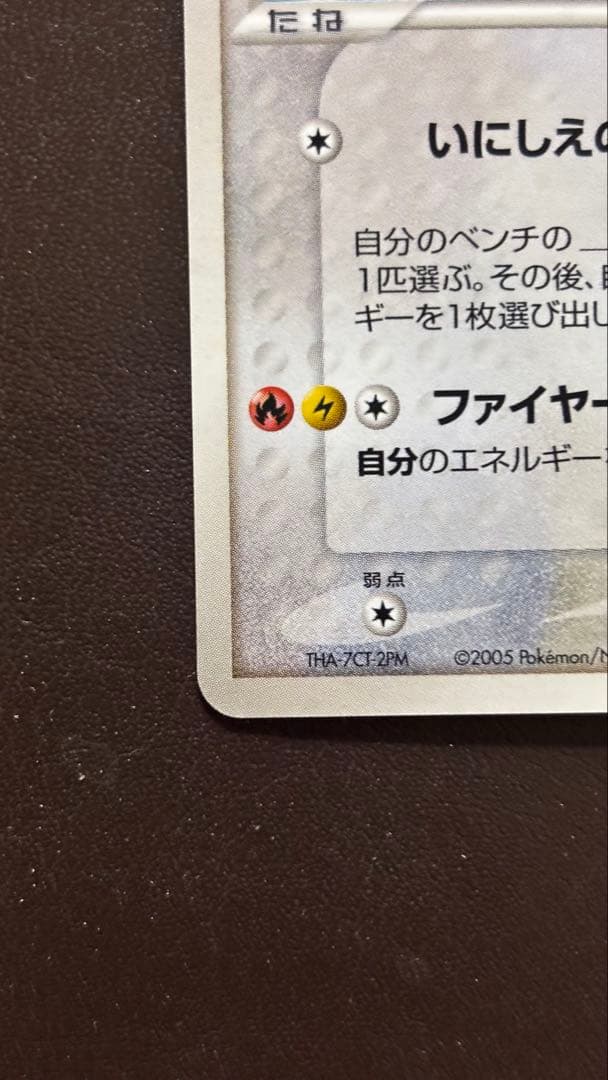 たね
いにしえの
自分のベンチの
1匹選ぶ。その後、
ギーを1枚選び出し
ファイヤー
自分のエネルギー
弱点
THA-7CT-2PM ©2005 Pokémon/N